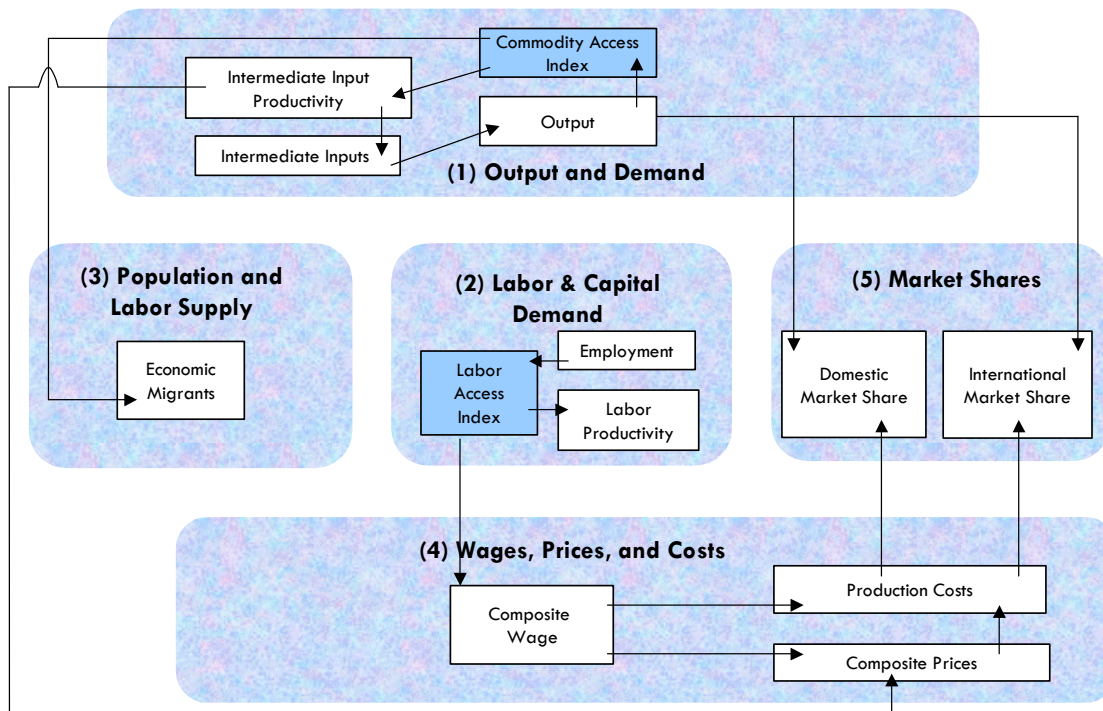 Commodity Access
Index
Intermediate Input
Productivity
Output
Intermediate Inputs
(1) Output and Demand
(3) Population and
Labor Supply
Economic
Migrants
(2) Labor & Capital
Demand
Employment
Labor
Access
Index
Labor
Productivity
(5) Market Shares
Domestic
Market Share
International
Market Share
(4) Wages, Prices, and Costs
Composite
Wage
Production Costs
Composite Prices